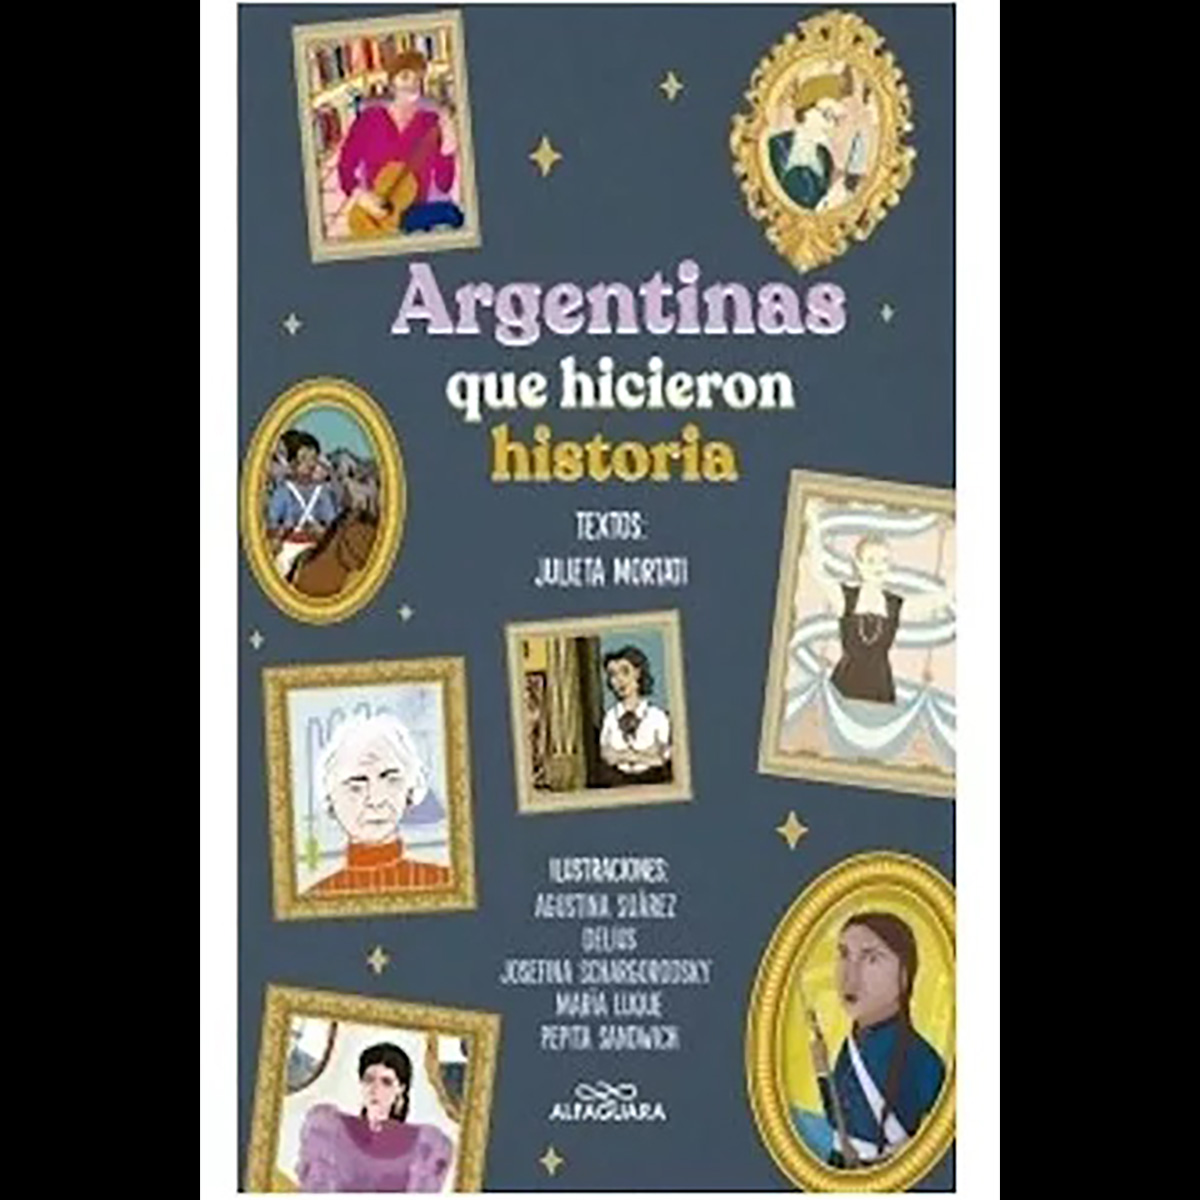 Argentinas
que hicieron
historia
TEXTOS:
JULIETA MORTATI
ILUSTRACIONES:
AGUSTINA SUÁREZ
DELIUS
JOSEFINA SCHARGORODSKY
MARÍA LUQUE
PEPITA SANDWICH
ALFAGUARA